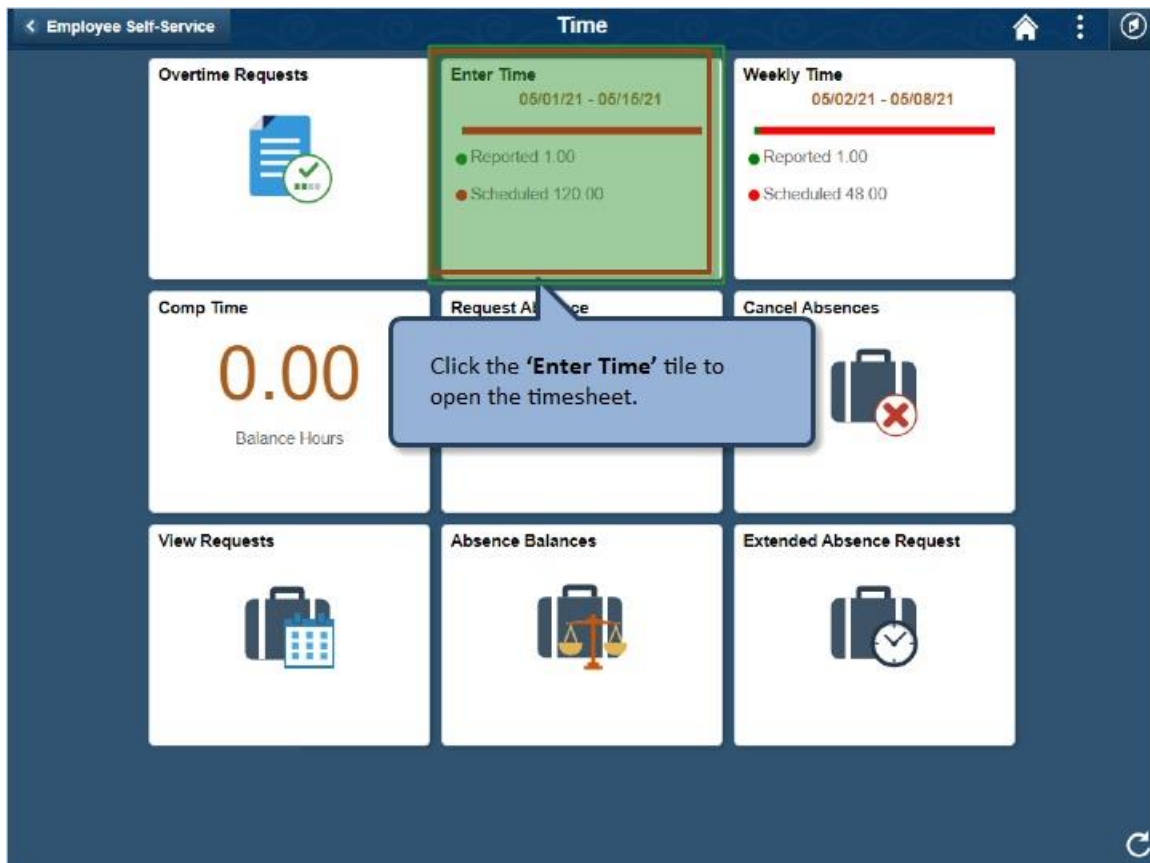 Employee Self-Service
Time
Overtime Requests
Enter Time
05/01/21 - 05/15/21
Reported 1.00
Scheduled 120.00
Weekly Time
05/02/21 - 05/08/21
Reported 1.00
Scheduled 48.00
Comp Time
0.00
Balance Hours
Request Ab ce
Click the ‘Enter Time’ tile to
open the timesheet.
Cancel Absences
View Requests
Absence Balances
Extended Absence Request